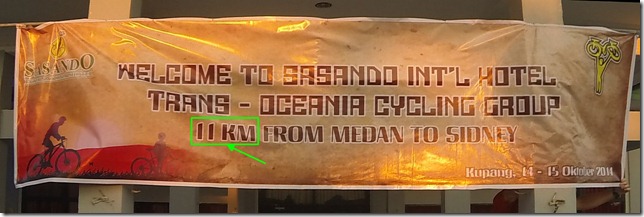 SASANDO
WELCOME TO SASANDO INT'L HOTEL
TRANS - OCEANIA CYCLING GROUP
11 KM FROM MEDAN TO SIDNEY
Kupang, 14 - 15 Oktober 2014